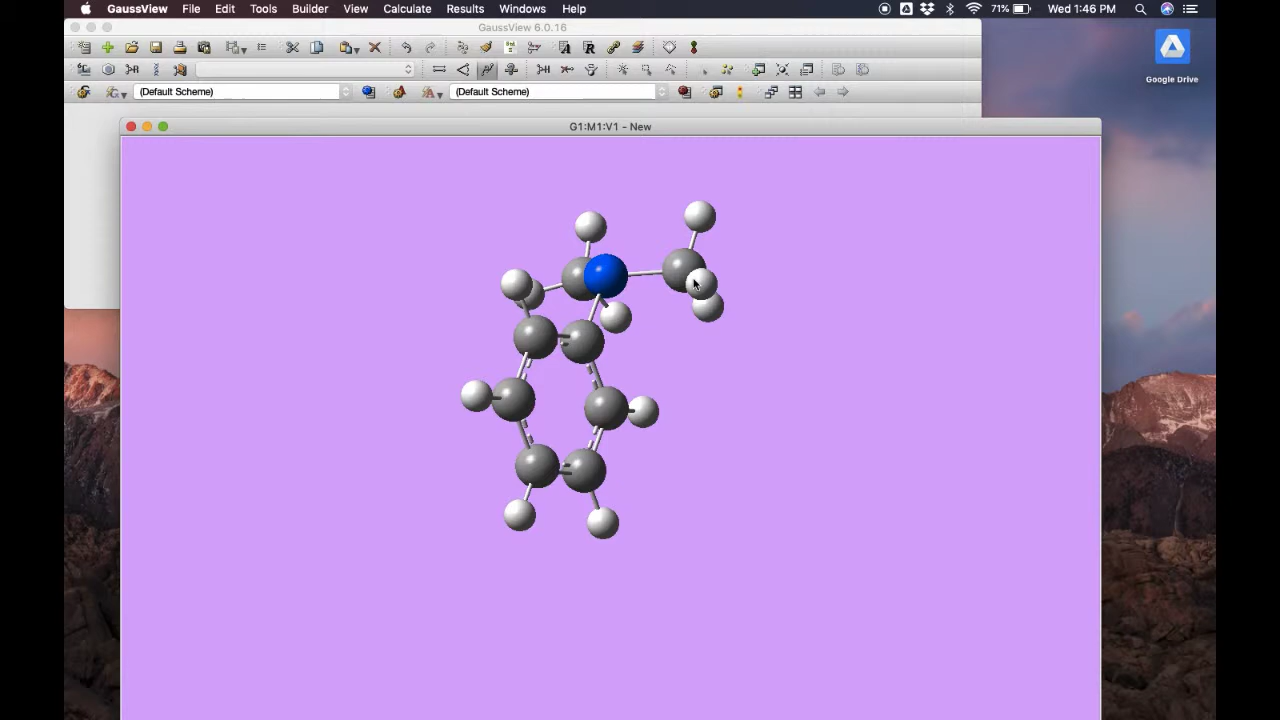 GaussView File Edit Tools Builder View Calculate Results Windows Help 71% Wed 1:46 PM
GaussView 6.0.16
(Default Scheme) (Default Scheme)
G1:M1:V1 - New
Google Drive